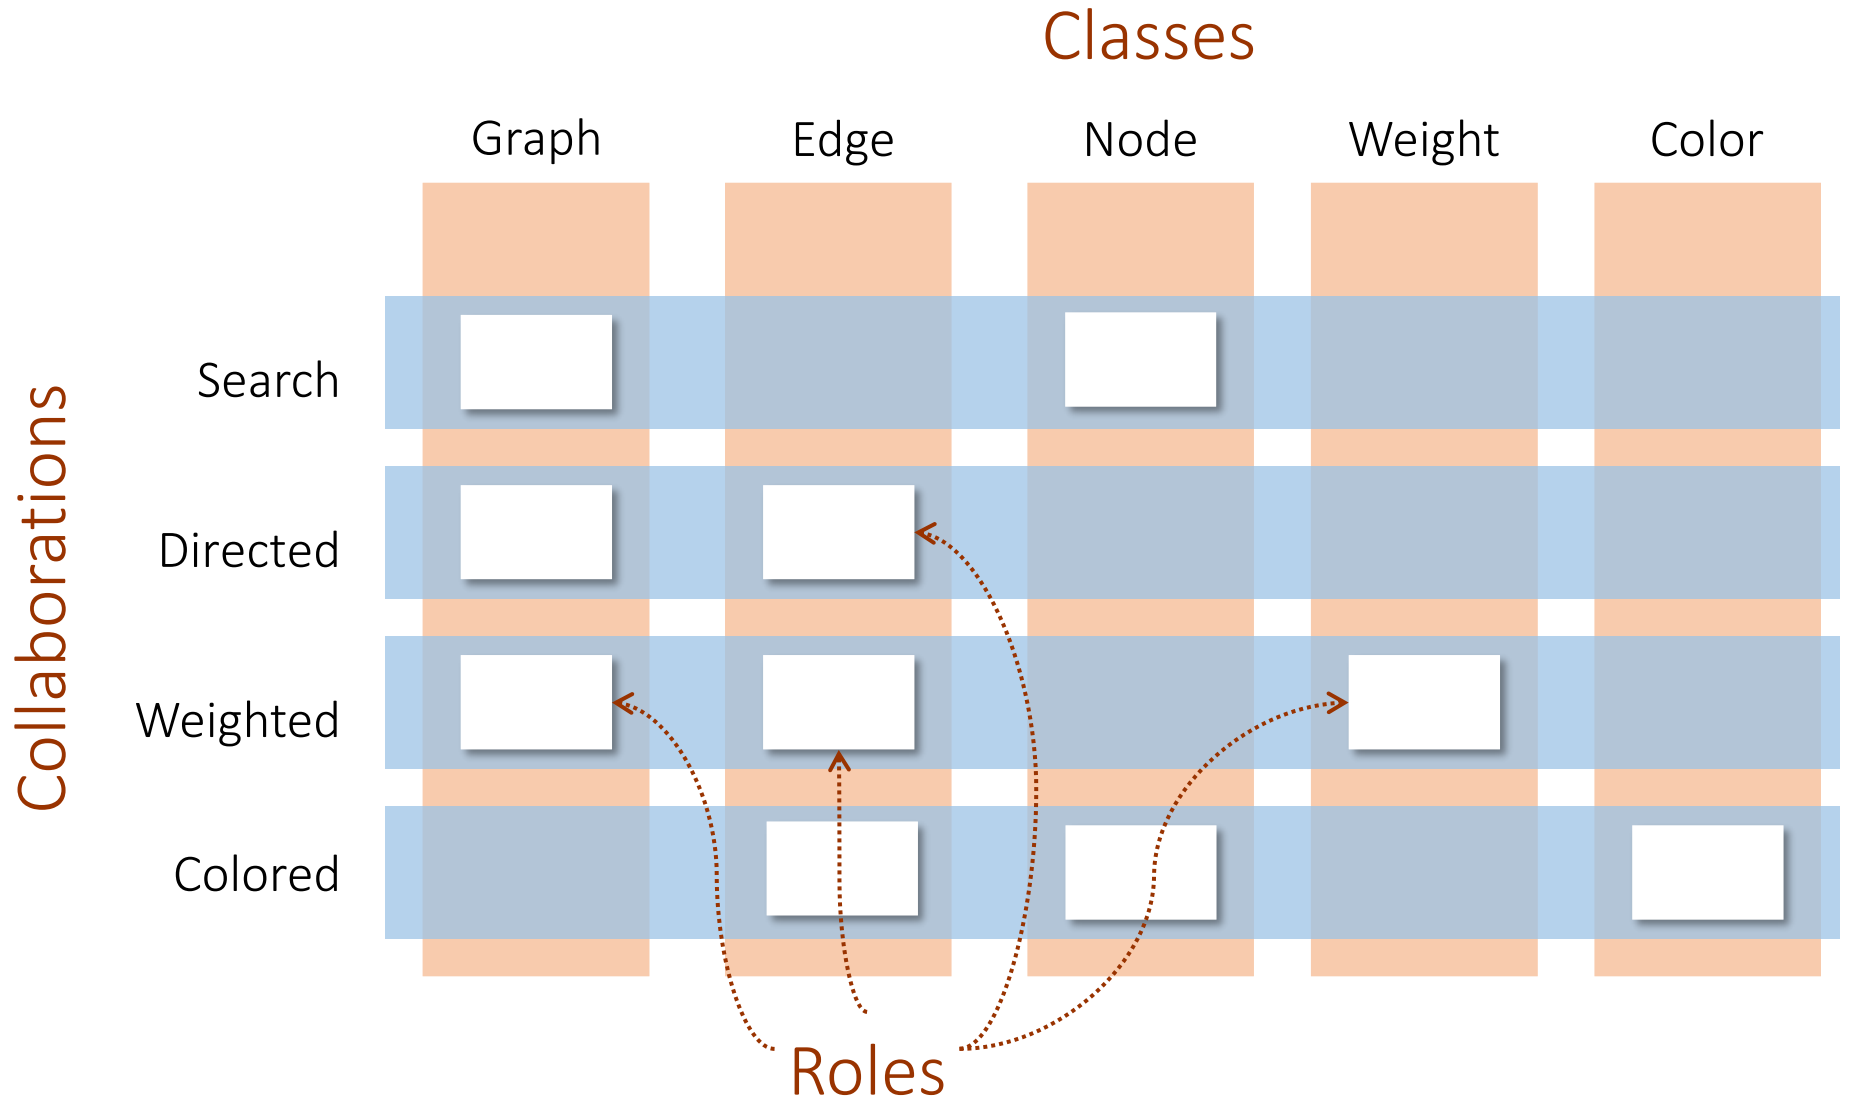 Classes
Graph
Edge
Node
Weight
Color
Collaborations
Search
Directed
Weighted
Colored
Roles